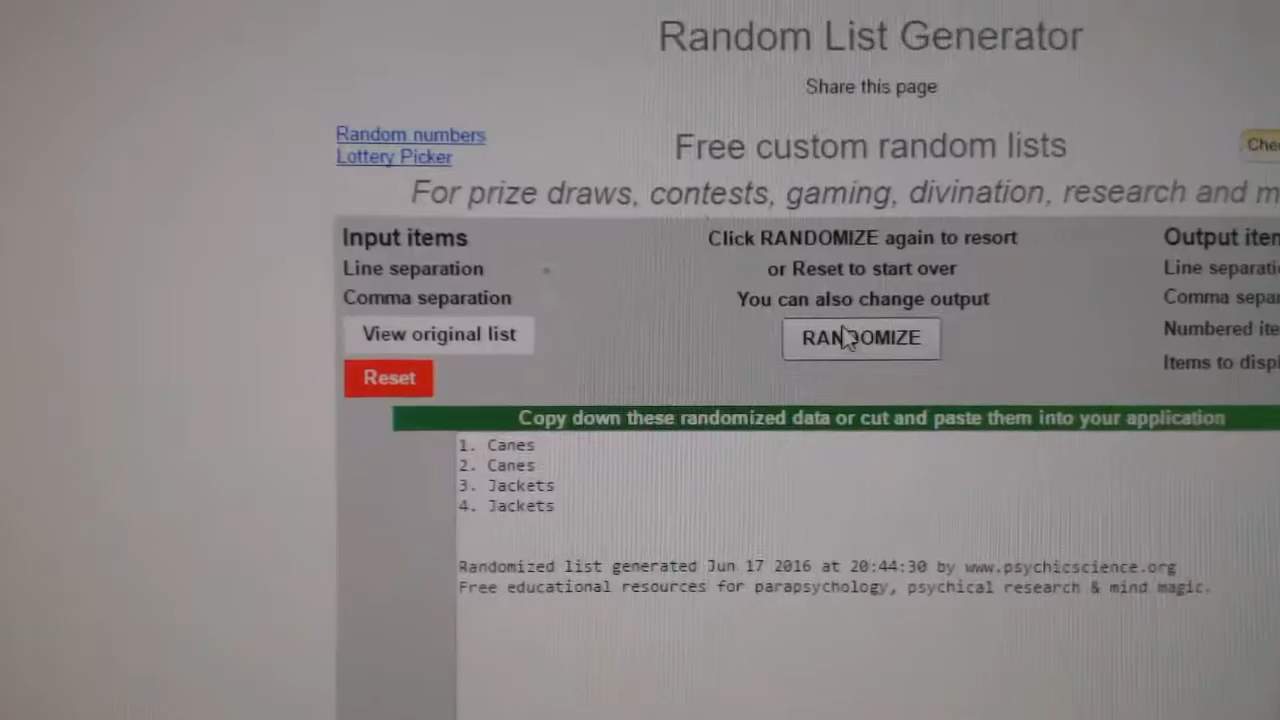 Random List Generator
Share this page
Random numbers
Lottery Picker
Free custom random lists
For prize draws, contests, gaming, divination, research and m
Input items
Line separation
Comma separation
View original list
Reset
Click RANDOMIZE again to resort
or Reset to start over
You can also change output
RANDOMIZE
Output iten
Line separati
Comma sepa
Numbered ite
Items to displ
Copy down these randomized data or cut and paste them into your application
1. Canes
2. Canes
3. Jackets
4. Jackets
Randomized list generated Jun 17 2016 at 20:44:30 by www.psychicscience.org
Free educational resources for parapsychology, psychical research & mind magic.